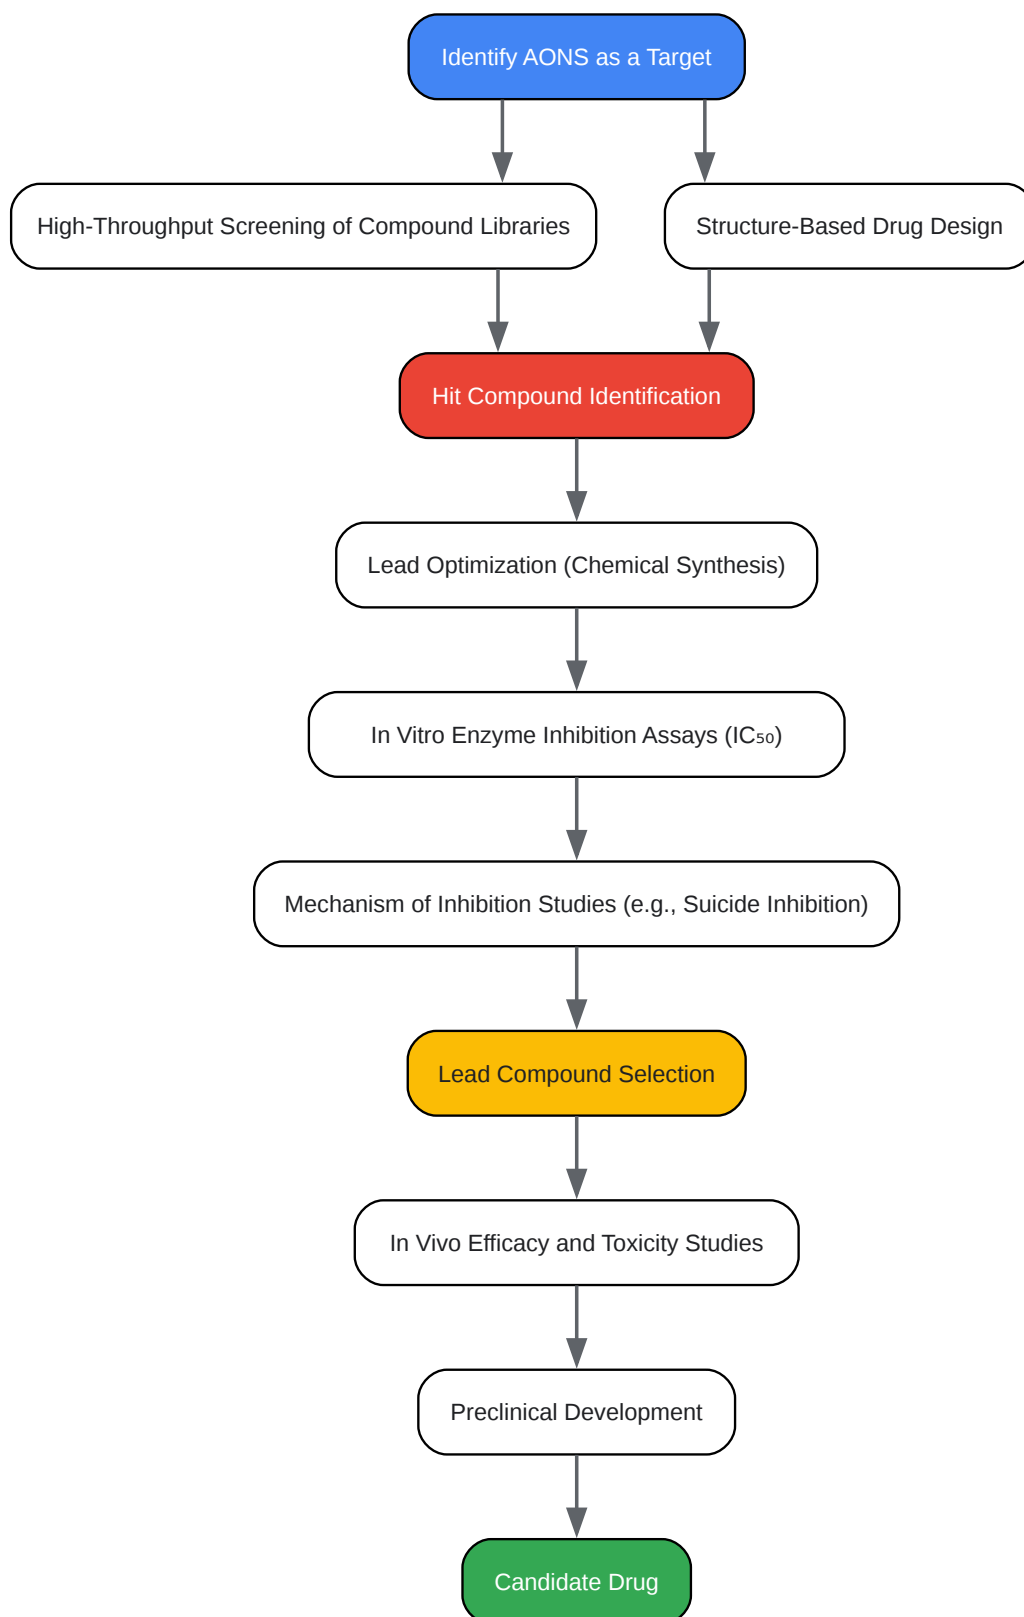 Identify AONS as a Target
High-Throughput Screening of Compound Libraries
Structure-Based Drug Design
Hit Compound Identification
Lead Optimization (Chemical Synthesis)
In Vitro Enzyme Inhibition Assays (IC₅₀)
Mechanism of Inhibition Studies (e.g., Suicide Inhibition)
Lead Compound Selection
In Vivo Efficacy and Toxicity Studies
Preclinical Development
Candidate Drug